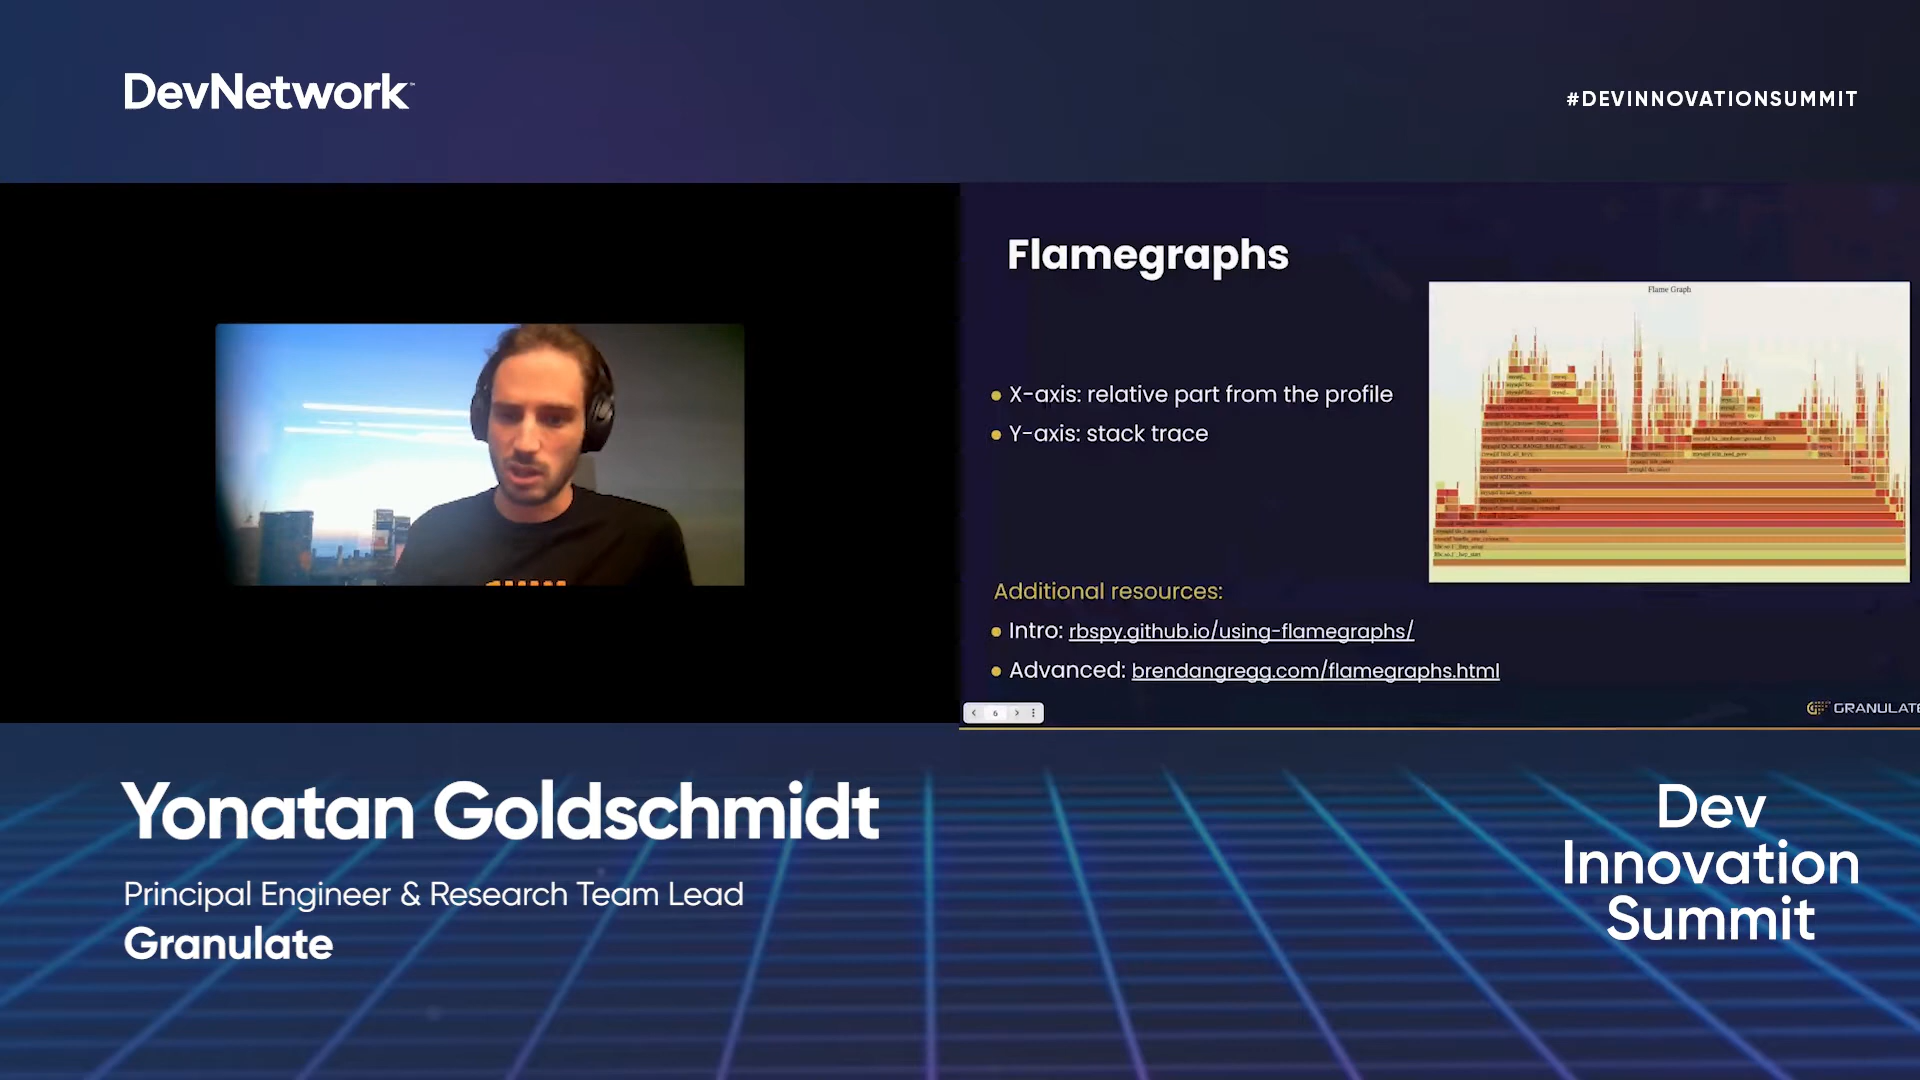 DevNetwork
#DEVINNOVATIONSUMMIT
Flamegraphs
Flame Graph
X-axis: relative part from the profile
Y-axis: stack trace
Additional resources:
Intro: rbspy.github.io/using-flamegraphs/
Advanced: brendangregg.com/flamegraphs.html
6
GRANULATE
Yonatan Goldschmidt
Principal Engineer & Research Team Lead
Granulate
Dev
Innovation
Summit